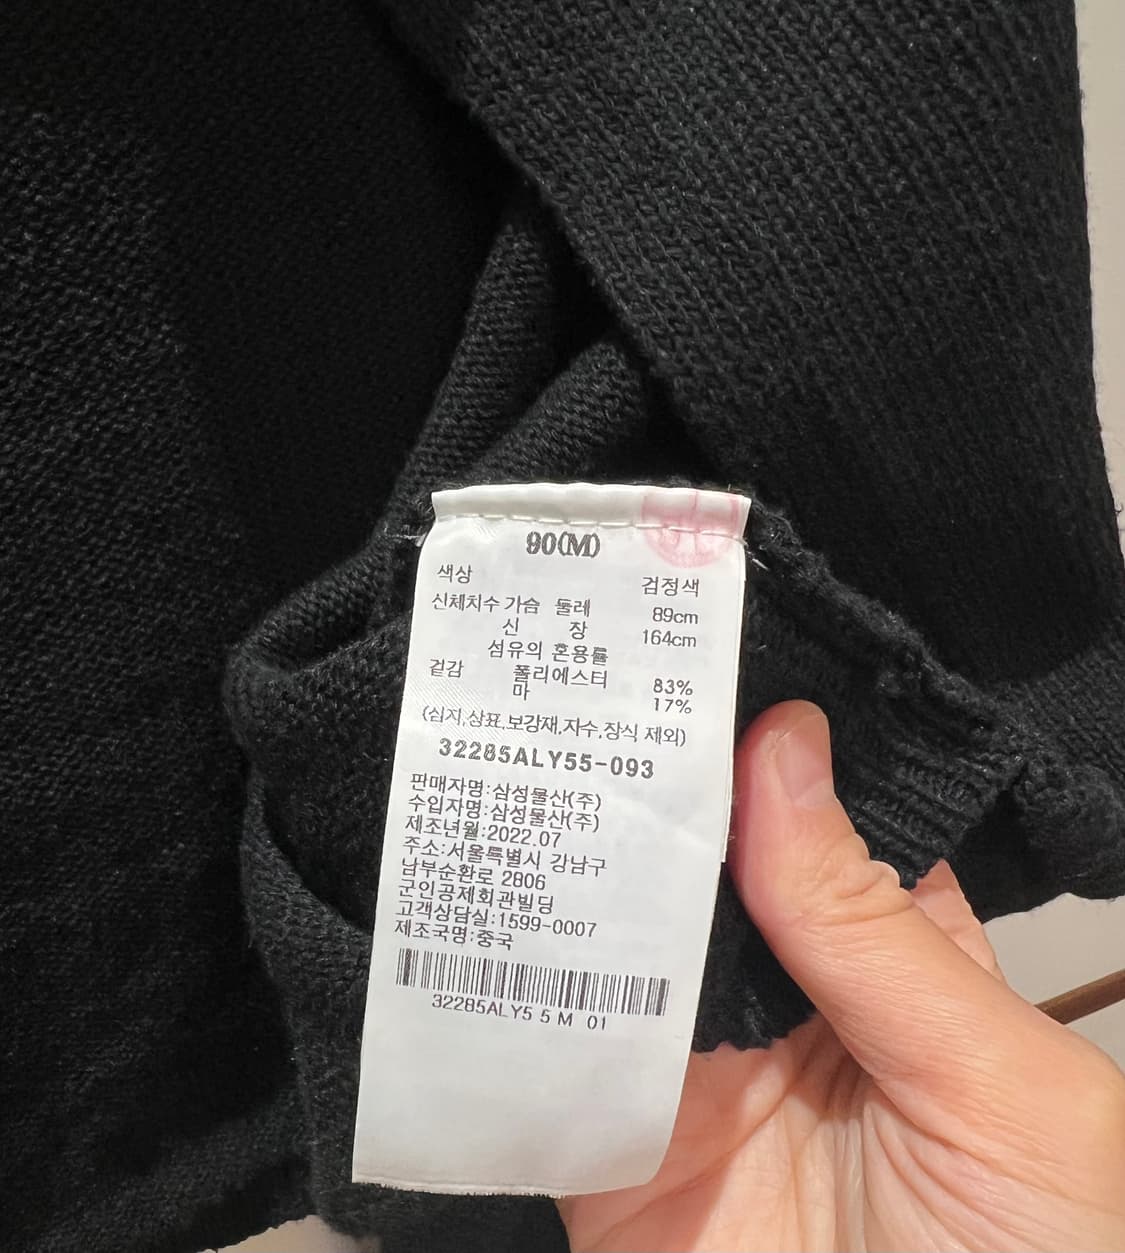 90(M)
색상 검정색
신체치수 가슴 둘레 89cm
신 장 164cm
섬유의 혼용률
겉감 폴리에스터 83%
마 17%
(심지,상표,보강재,자수,장식 제외)
32285ALY55-093
판매자명:삼성물산(주)
수입자명:삼성물산(주)
제조년월:2022.07
주소:서울특별시 강남구
남부순환로 2806
군인공제회관빌딩
고객상담실:1599-0007
제조국명:중국
32285ALY5 5 M 01